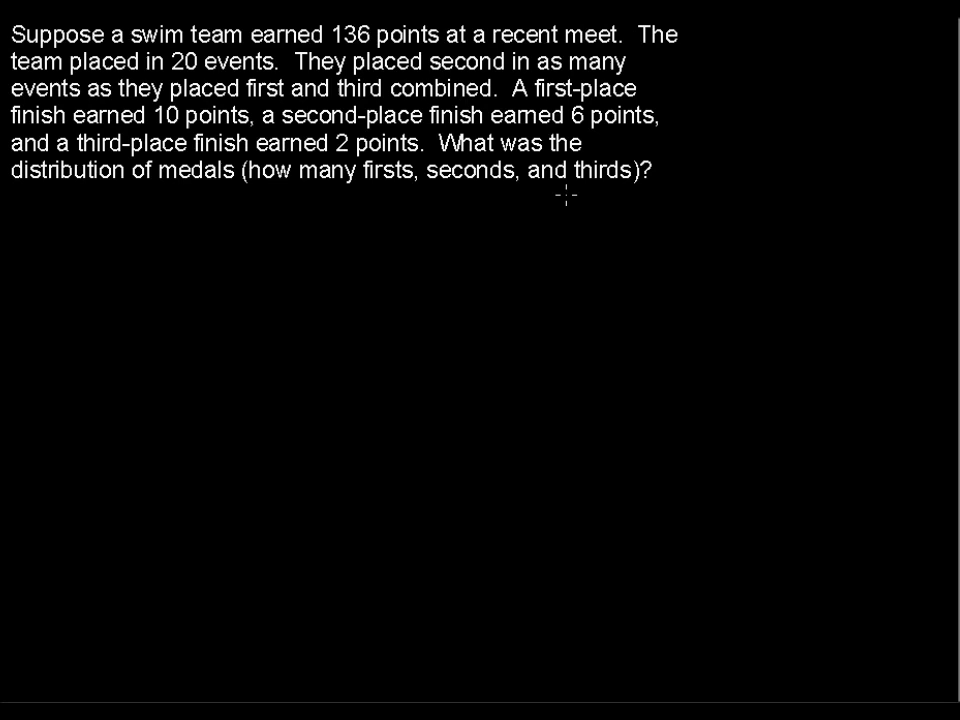 Suppose a swim team earned 136 points at a recent meet.  The
team placed in 20 events.  They placed second in as many
events as they placed first and third combined.  A first-place
finish earned 10 points, a second-place finish earned 6 points,
and a third-place finish earned 2 points.  What was the
distribution of medals (how many firsts, seconds, and thirds)?